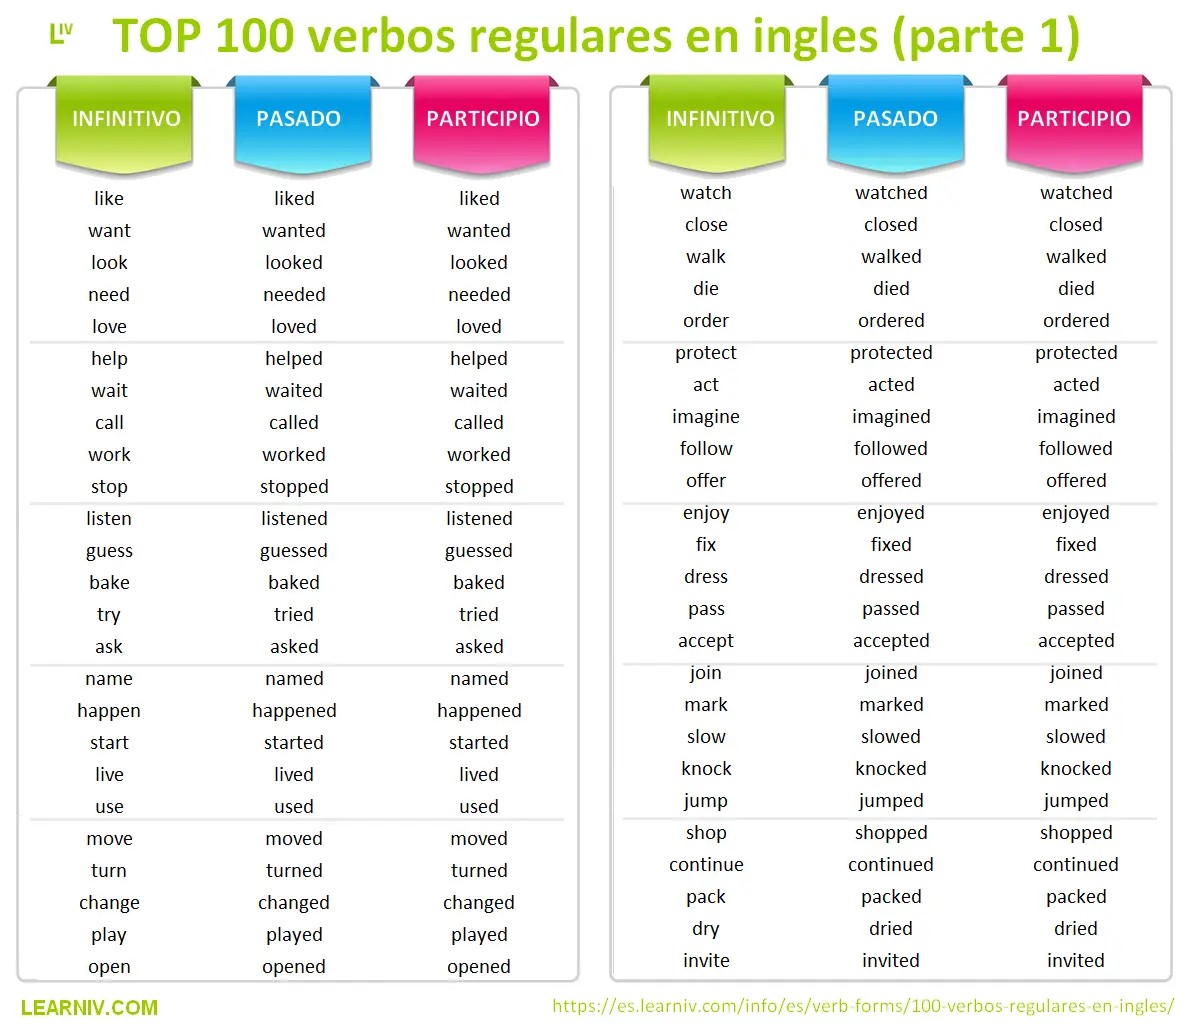 LIV TOP 100 verbos regulares en ingles (parte 1)
INFINITIVO PASADO PARTICIPIO
like liked liked
want wanted wanted
look looked looked
need needed needed
love loved loved
help helped helped
wait waited waited
call called called
work worked worked
stop stopped stopped
listen listened listened
guess guessed guessed
bake baked baked
try tried tried
ask asked asked
name named named
happen happened happened
start started started
live lived lived
use used used
move moved moved
turn turned turned
change changed changed
play played played
open opened opened
INFINITIVO PASADO PARTICIPIO
watch watched watched
close closed closed
walk walked walked
die died died
order ordered ordered
protect protected protected
act acted acted
imagine imagined imagined
follow followed followed
offer offered offered
enjoy enjoyed enjoyed
fix fixed fixed
dress dressed dressed
pass passed passed
accept accepted accepted
join joined joined
mark marked marked
slow slowed slowed
knock knocked knocked
jump jumped jumped
shop shopped shopped
continue continued continued
pack packed packed
dry dried dried
invite invited invited
LEARNIV.COM https://es.learniv.com/info/es/verb-forms/100-verbos-regulares-en-ingles/